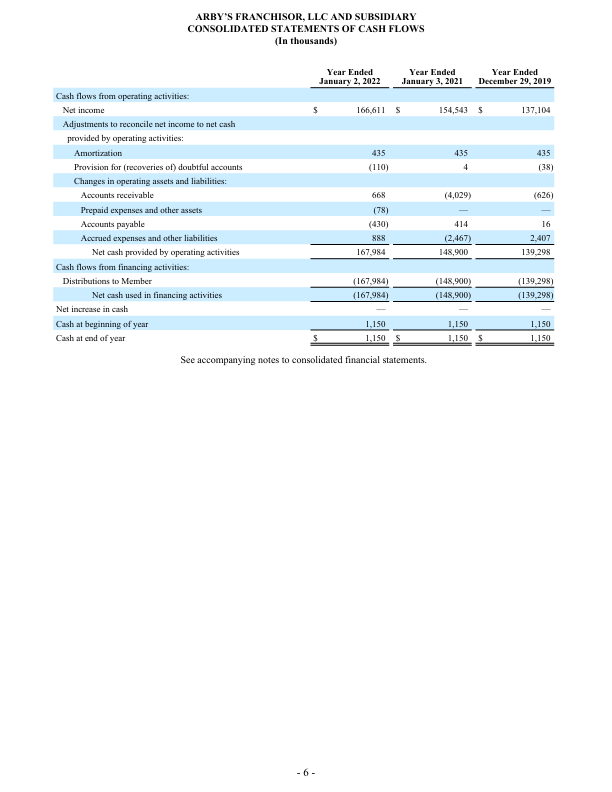 ARBY'S FRANCHISOR, LLC AND SUBSIDIARY
CONSOLIDATED STATEMENTS OF CASH FLOWS
(In thousands)
Year Ended January 2, 2022 Year Ended January 3, 2021 Year Ended December 29, 2019
Cash flows from operating activities:
Net income $ 166,611 $ 154,543 $ 137,104
Adjustments to reconcile net income to net cash
provided by operating activities:
Amortization 435 435 435
Provision for (recoveries of) doubtful accounts (110) 4 (38)
Changes in operating assets and liabilities:
Accounts receivable 668 (4,029) (626)
Prepaid expenses and other assets (78) — —
Accounts payable (430) 414 16
Accrued expenses and other liabilities 888 (2,467) 2,407
Net cash provided by operating activities 167,984 148,900 139,298
Cash flows from financing activities:
Distributions to Member (167,984) (148,900) (139,298)
Net cash used in financing activities (167,984) (148,900) (139,298)
Net increase in cash — — —
Cash at beginning of year 1,150 1,150 1,150
Cash at end of year $ 1,150 $ 1,150 $ 1,150
See accompanying notes to consolidated financial statements.
- 6 -